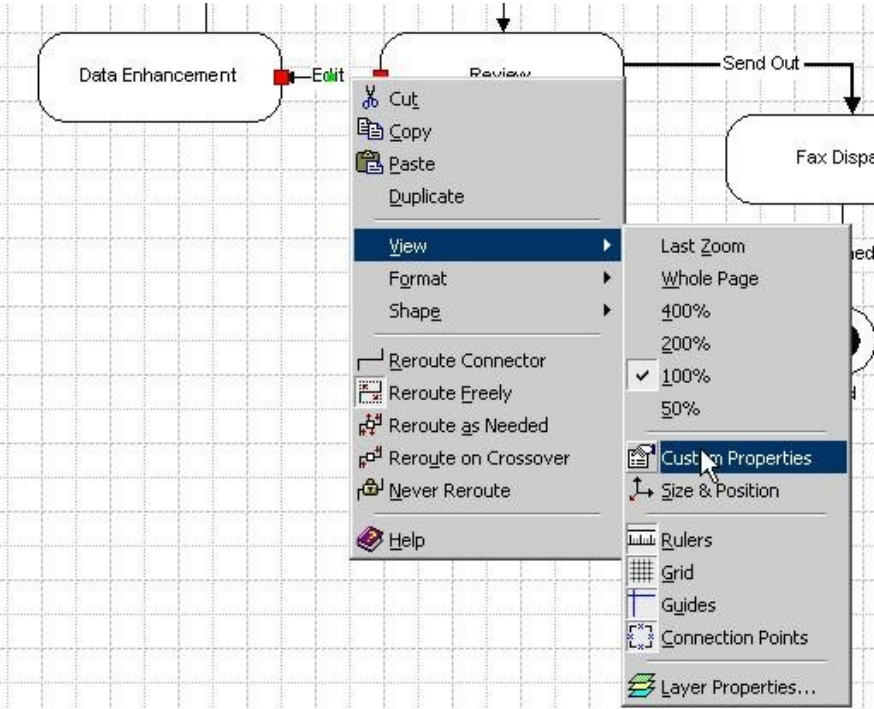 Data Enhancement
Edit
Review
Send Out
Fax Dispa
Cut
Copy
Paste
Duplicate
View
Format
Shape
Reroute Connector
Reroute Freely
Reroute as Needed
Reroute on Crossover
Never Reroute
Help
Last Zoom
Whole Page
400%
200%
100%
50%
Custom Properties
Size & Position
Rulers
Grid
Guides
Connection Points
Layer Properties...
ed
d